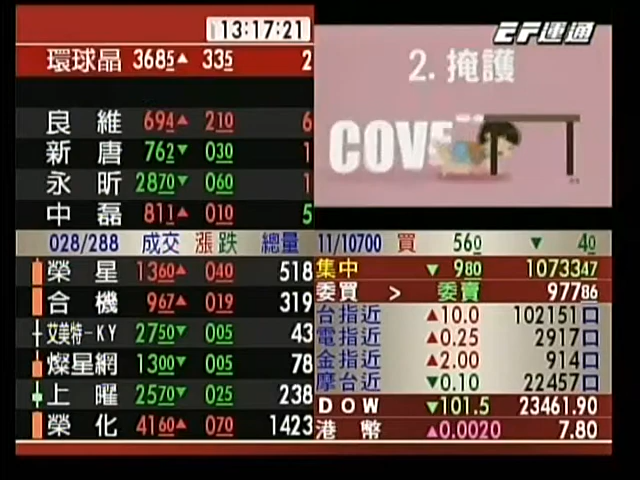 13:17:21
環球晶 3685▲ 335 2
良維 694▲ 210 6
新唐 762▼ 030 1
永昕 2870▼ 060 1
中磊 811▲ 010 5
028/288 成交 漲跌 總量
榮星 1360▲ 040 518
合機 967▲ 019 319
艾美特-KY 2750▼ 005 43
燦星網 1300▼ 005 78
上曜 2570▼ 025 238
榮化 4160▲ 070 1423
EF運通
2. 掩護
COVE
11/10700 買 560 ▼ 40
集中 ▼ 980 1073347
委買 > 委賣 97786
台指近 ▲10.0 102151口
電指近 ▲0.25 2917口
金指近 ▲2.00 914口
摩台近 ▼0.10 22457口
DOW ▼101.5 23461.90
港幣 ▲0.0020 7.80